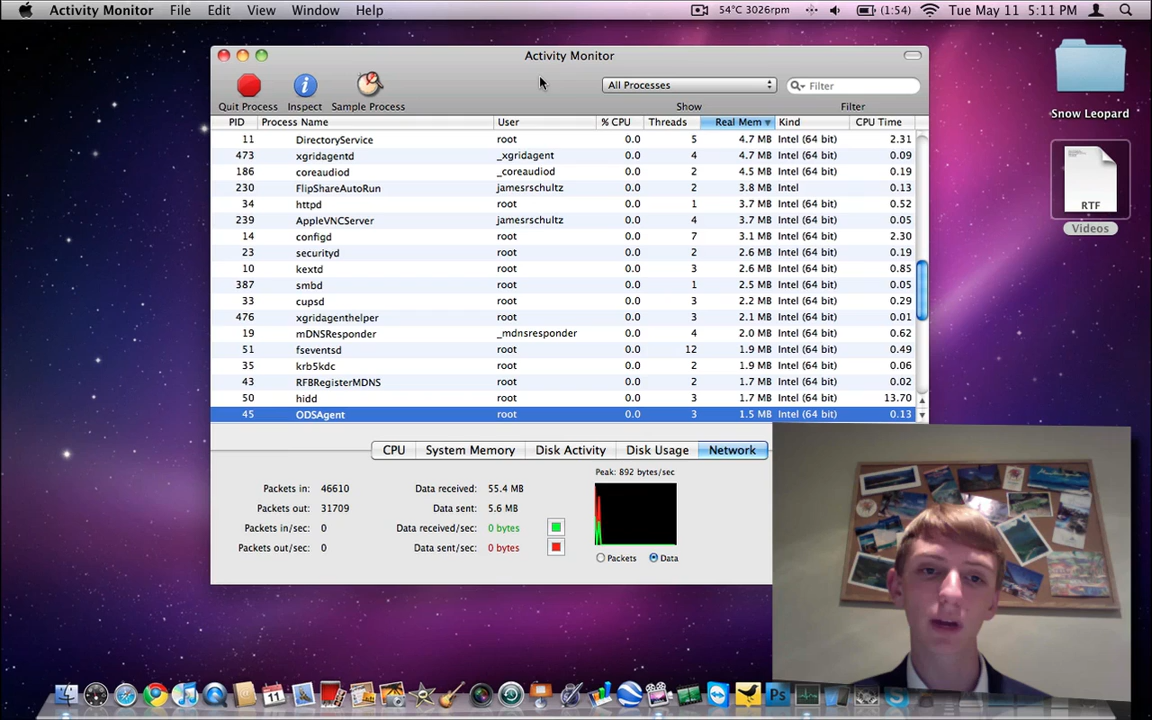 Activity Monitor File Edit View Window Help 54°C 3026rpm (1:54) Tue May 11 5:11 PM
Activity Monitor
All Processes Filter
Quit Process Inspect Sample Process Show Filter
Snow Leopard
PID Process Name User % CPU Threads Real Mem Kind CPU Time
11 DirectoryService root 0.0 5 4.7 MB Intel (64 bit) 2.31
473 xgridagentd _xgridagent 0.0 4 4.7 MB Intel (64 bit) 0.09
186 coreaudiod _coreaudiod 0.0 2 4.5 MB Intel (64 bit) 0.19
230 FlipShareAutoRun jamesrschultz 0.0 2 3.8 MB Intel 0.13
34 httpd root 0.0 1 3.7 MB Intel (64 bit) 0.52
RTF
239 AppleVNCServer jamesrschultz 0.0 4 3.7 MB Intel (64 bit) 0.05
Videos
14 configd root 0.0 7 3.1 MB Intel (64 bit) 2.30
23 securityd root 0.0 2 2.6 MB Intel (64 bit) 0.19
10 kextd root 0.0 3 2.6 MB Intel (64 bit) 0.85
387 smbd root 0.0 1 2.5 MB Intel (64 bit) 0.05
33 cupsd root 0.0 3 2.2 MB Intel (64 bit) 0.29
476 xgridagenthelper root 0.0 3 2.1 MB Intel (64 bit) 0.01
19 mDNSResponder _mdnsresponder 0.0 4 2.0 MB Intel (64 bit) 0.62
51 fseventsd root 0.0 12 1.9 MB Intel (64 bit) 0.49
35 krb5kdc root 0.0 2 1.9 MB Intel (64 bit) 0.06
43 RFBRegisterMDNS root 0.0 2 1.7 MB Intel (64 bit) 0.02
50 hidd root 0.0 3 1.7 MB Intel (64 bit) 13.70
45 ODSAgent root 0.0 3 1.5 MB Intel (64 bit) 0.13
CPU System Memory Disk Activity Disk Usage Network
Peak: 892 bytes/sec
Packets in: 46610 Data received: 55.4 MB
Packets out: 31709 Data sent: 5.6 MB
Packets in/sec: 0 Data received/sec: 0 bytes
Packets out/sec: 0 Data sent/sec: 0 bytes
Packets Data
11 Ps